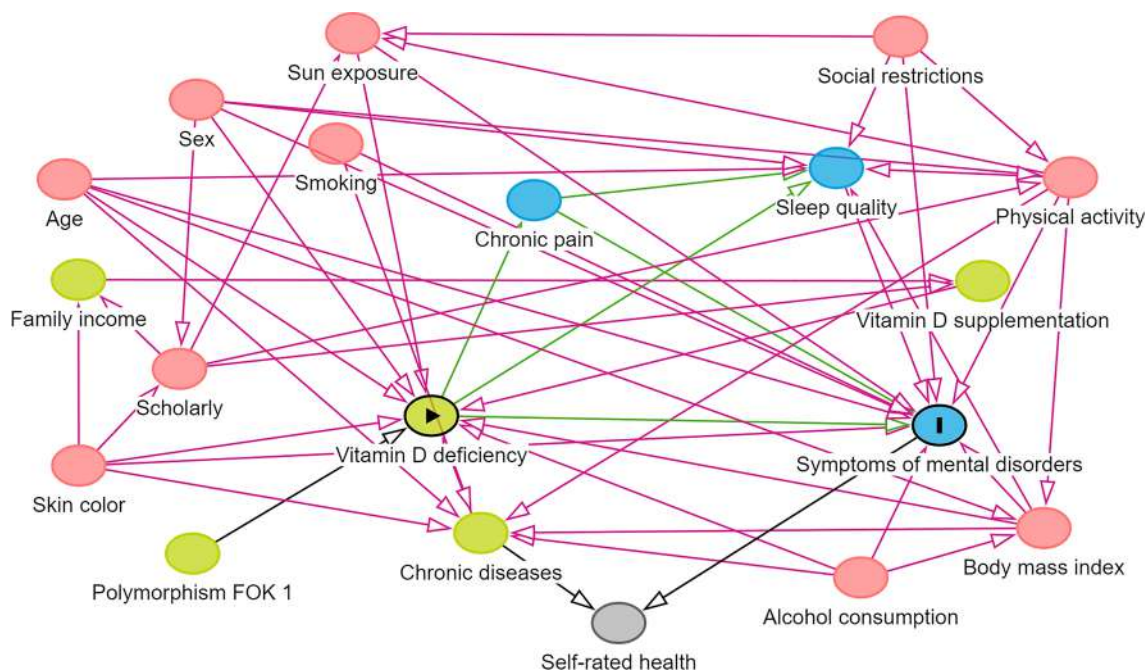 Sun exposure
Social restrictions
Sex
Smoking
Age
Sleep quality
Physical activity
Chronic pain
Family income
Vitamin D supplementation
Scholarly
Vitamin D deficiency
Symptoms of mental disorders
Skin color
Chronic diseases
Body mass index
Polymorphism FOK 1
Alcohol consumption
Self-rated health